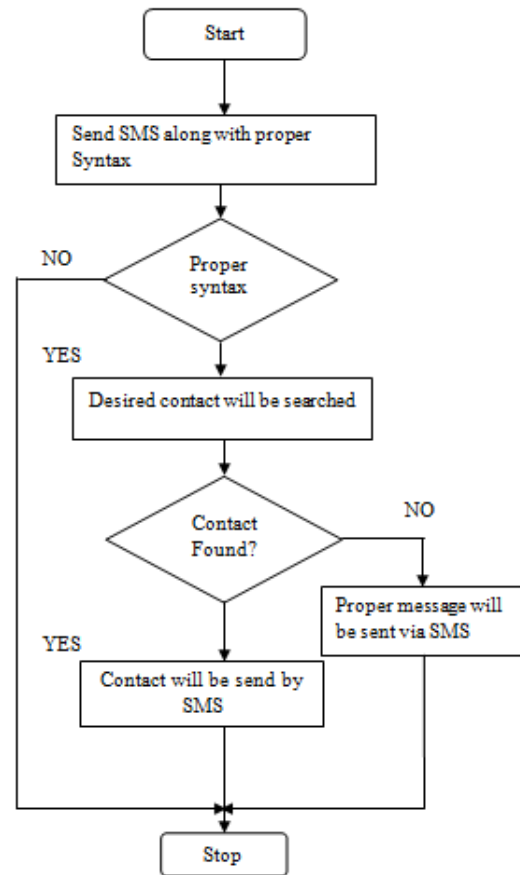 Start
Send SMS along with proper
Syntax
NO
Proper
syntax
YES
Desired contact will be searched
Contact
Found?
NO
Proper message will
be sent via SMS
YES
Contact will be send by
SMS
Stop